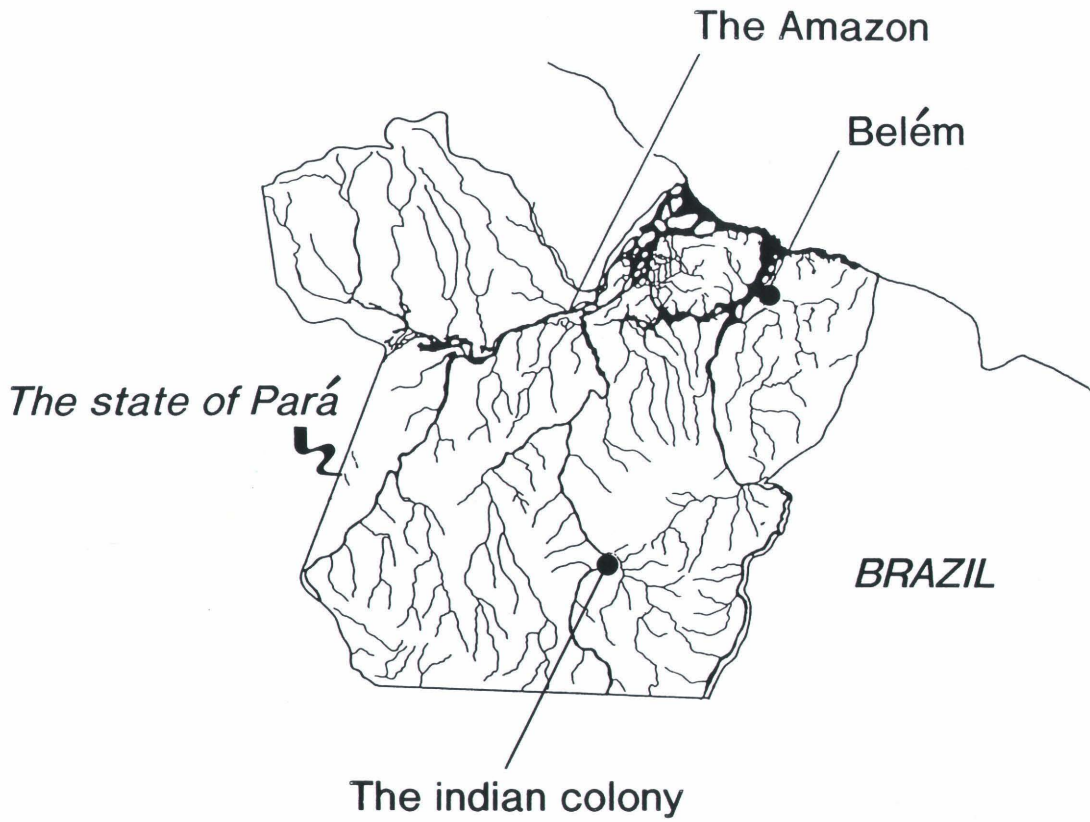 The Amazon
Belém
The state of Pará
BRAZIL
The indian colony